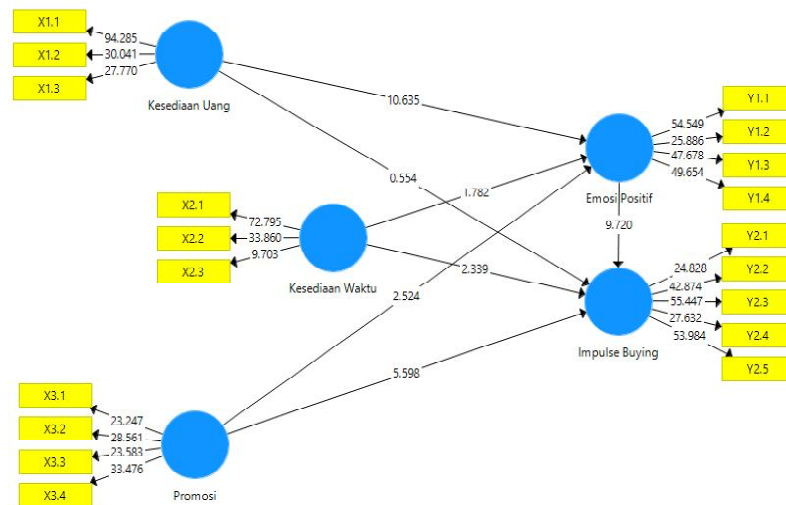 X1.1
94.285
X1.2
30.041
X1.3
27.770
Kesediaan Uang
10.635
0.554
Y1.1
54.549
Y1.2
25.886
Y1.3
47.678
Y1.4
49.654
Emosi Positif
9.720
X2.1
72.795
X2.2
33.860
X2.3
9.703
Kesediaan Waktu
1.782
2.339
2.524
Y2.1
24.828
Y2.2
42.874
Y2.3
55.447
Y2.4
27.632
Y2.5
53.984
Impulse Buying
5.598
X3.1
23.247
X3.2
28.561
X3.3
23.583
X3.4
33.476
Promosi